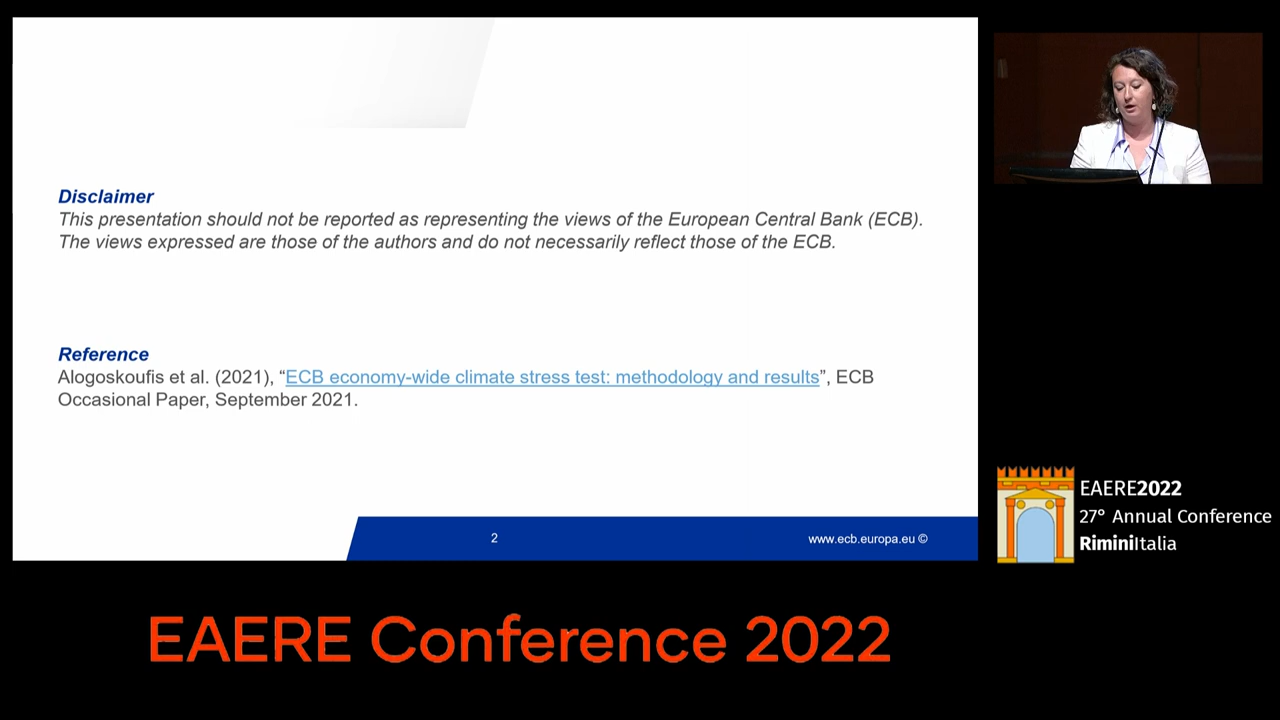 Disclaimer
This presentation should not be reported as representing the views of the European Central Bank (ECB).
The views expressed are those of the authors and do not necessarily reflect those of the ECB.
Reference
Alogoskoufis et al. (2021), “ECB economy-wide climate stress test: methodology and results”, ECB
Occasional Paper, September 2021.
2
www.ecb.europa.eu ©
EAERE2022
27° Annual Conference
RiminiItalia
EAERE Conference 2022